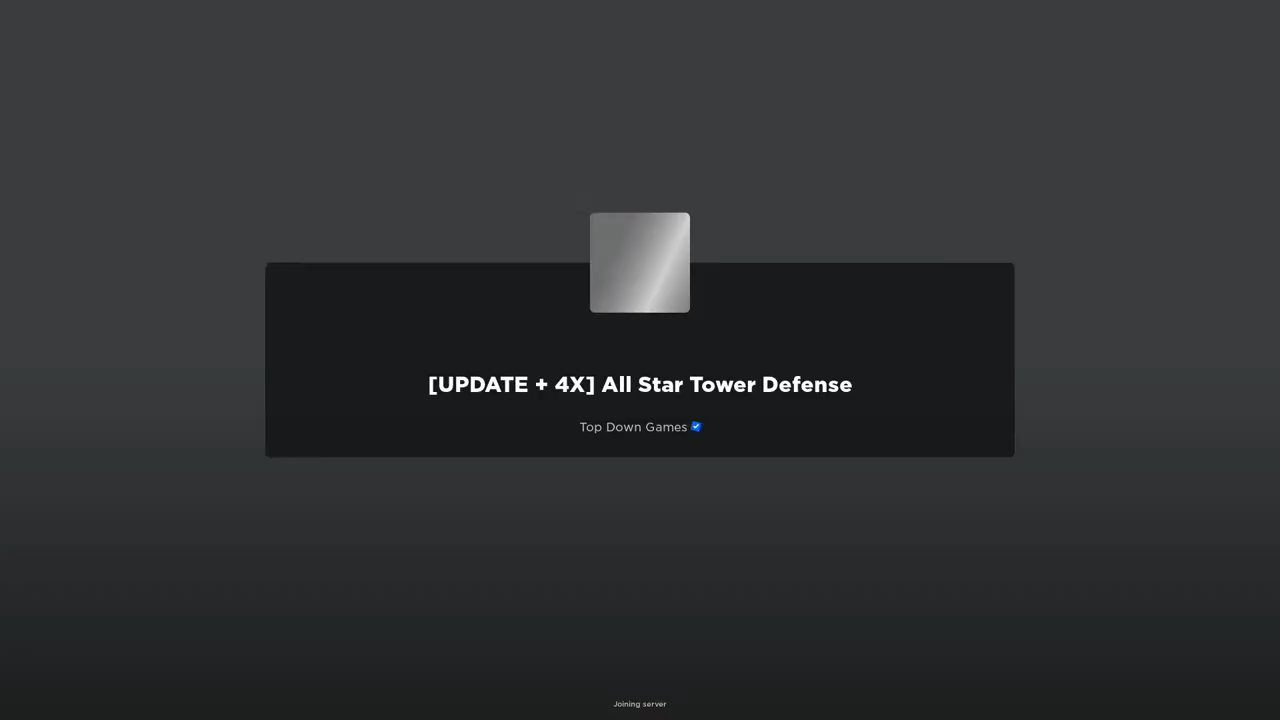 [UPDATE + 4X] All Star Tower Defense
Top Down Games
Joining server